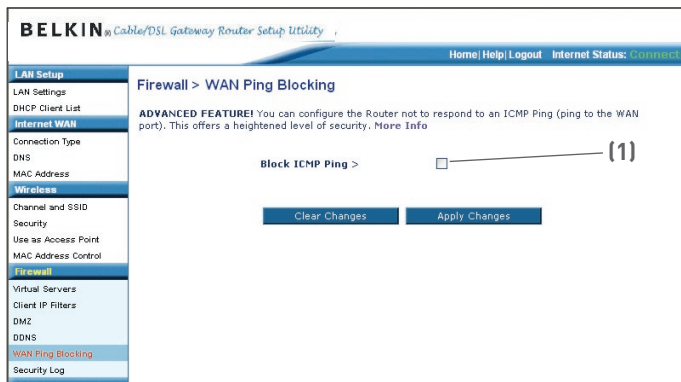 BELKIN® Cable/DSL Gateway Router Setup Utility
Home| Help| Logout Internet Status: Connect
LAN Setup
LAN Settings
DHCP Client List
Internet WAN
Connection Type
DNS
MAC Address
Wireless
Channel and SSID
Security
Use as Access Point
MAC Address Control
Firewall
Virtual Servers
Client IP Filters
DMZ
DDNS
WAN Ping Blocking
Security Log
Firewall > WAN Ping Blocking
ADVANCED FEATURE! You can configure the Router not to respond to an ICMP Ping (ping to the WAN
port). This offers a heightened level of security. More Info
Block ICMP Ping >
(1)
Clear Changes Apply Changes